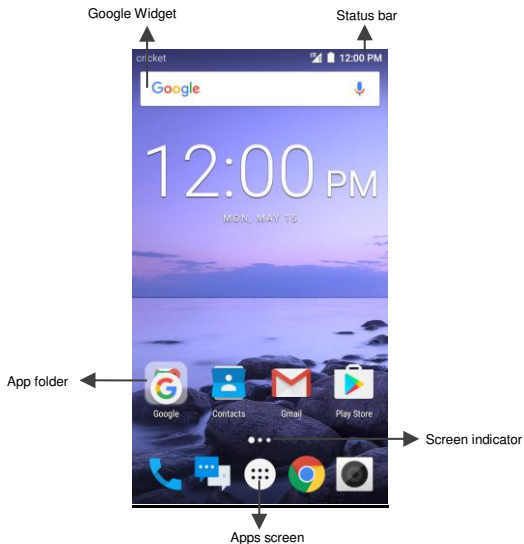 Google Widget
Status bar
cricket LTE 12:00 PM
Google
12:00 PM
MON, MAY 15
App folder
Google Contacts Gmail Play Store
Screen indicator
Apps screen